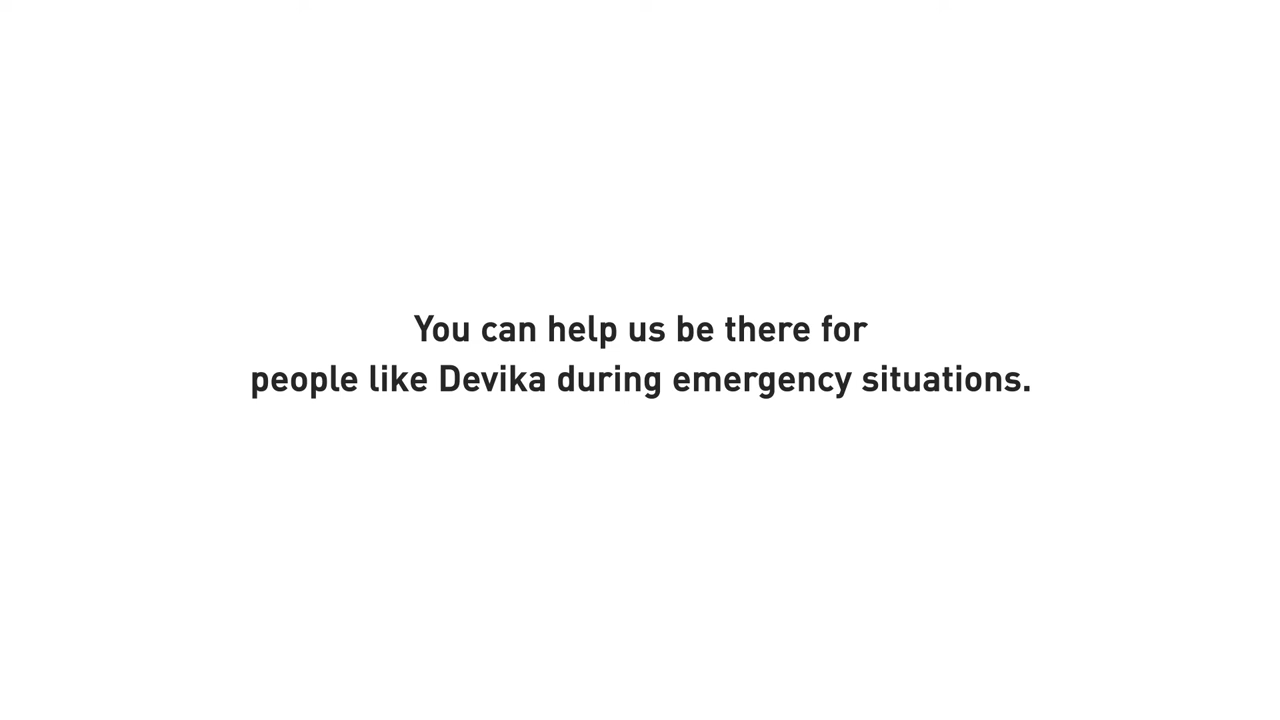 You can help us be there for
people like Devika during emergency situations.